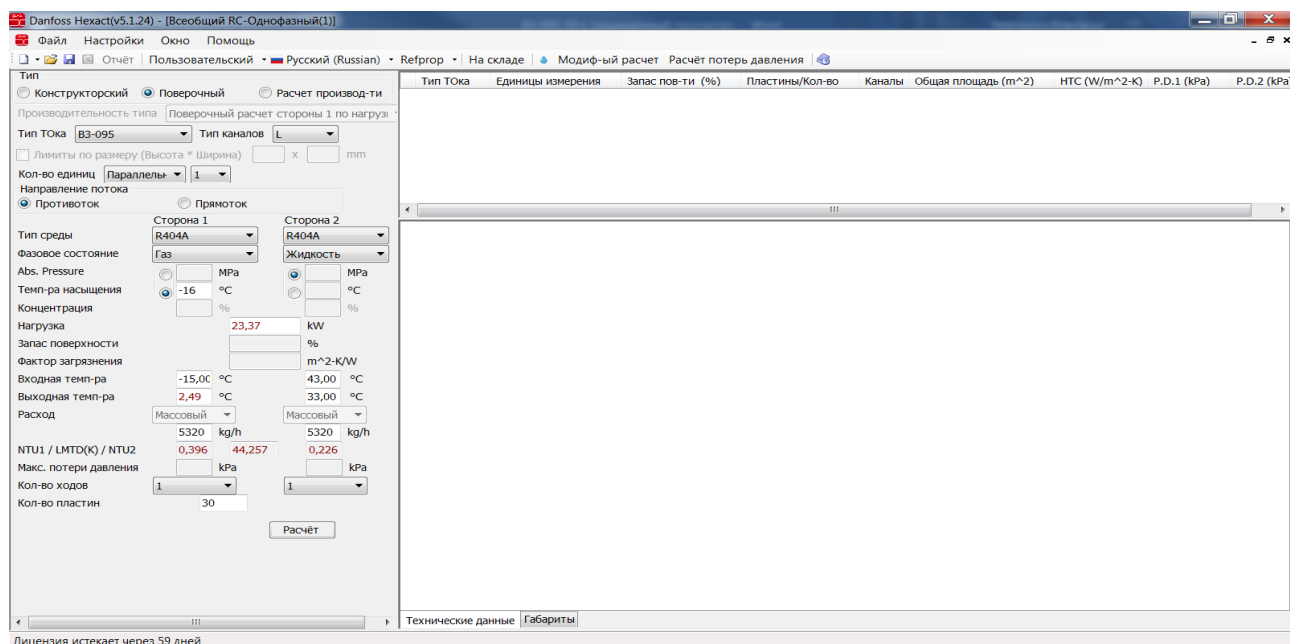 Danfoss Hexact(v5.1.24) - [Всеобщий RC-Однофазный(1)]
Файл Настройки Окно Помощь
Отчёт Пользовательский Русский (Russian) Refprop На складе Модиф-ый расчет Расчёт потерь давления
Тип
Конструкторский Поверочный Расчет производ-ти
Производительность типа Поверочный расчет стороны 1 по нагрузк
Тип ТОка B3-095 Тип каналов L
Лимиты по размеру (Высота * Ширина) x mm
Кол-во единиц Параллельн 1
Направление потока
Противоток Прямоток
Сторона 1 Сторона 2
Тип среды R404A R404A
Фазовое состояние Газ Жидкость
Abs. Pressure MPa MPa
Темп-ра насыщения -16 °C °C
Концентрация % %
Нагрузка 23,37 kW
Запас поверхности %
Фактор загрязнения m^2-K/W
Входная темп-ра -15,00 °C 43,00 °C
Выходная темп-ра 2,49 °C 33,00 °C
Расход Массовый Массовый
5320 kg/h 5320 kg/h
NTU1 / LMTD(K) / NTU2 0,396 44,257 0,226
Макс. потери давления kPa kPa
Кол-во ходов 1 1
Кол-во пластин 30
Расчёт
Тип ТОка Единицы измерения Запас пов-ти (%) Пластины/Кол-во Каналы Общая площадь (m^2) HTC (W/m^2-K) P.D.1 (kPa) P.D.2 (kPa
Технические данные Габариты
Лицензия истекает через 59 дней